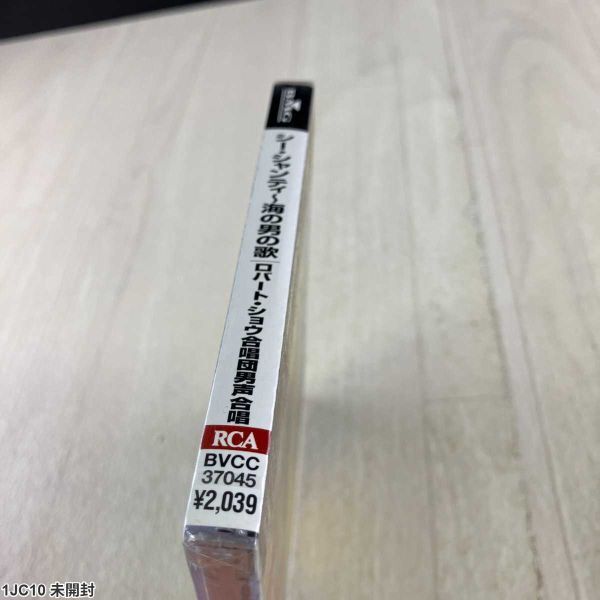 BMG
シー・シャンティ〜海の男の歌｜ロバート・ショウ合唱団男声合唱
RCA
BVCC
37045
¥2,039
1JC10 未開封